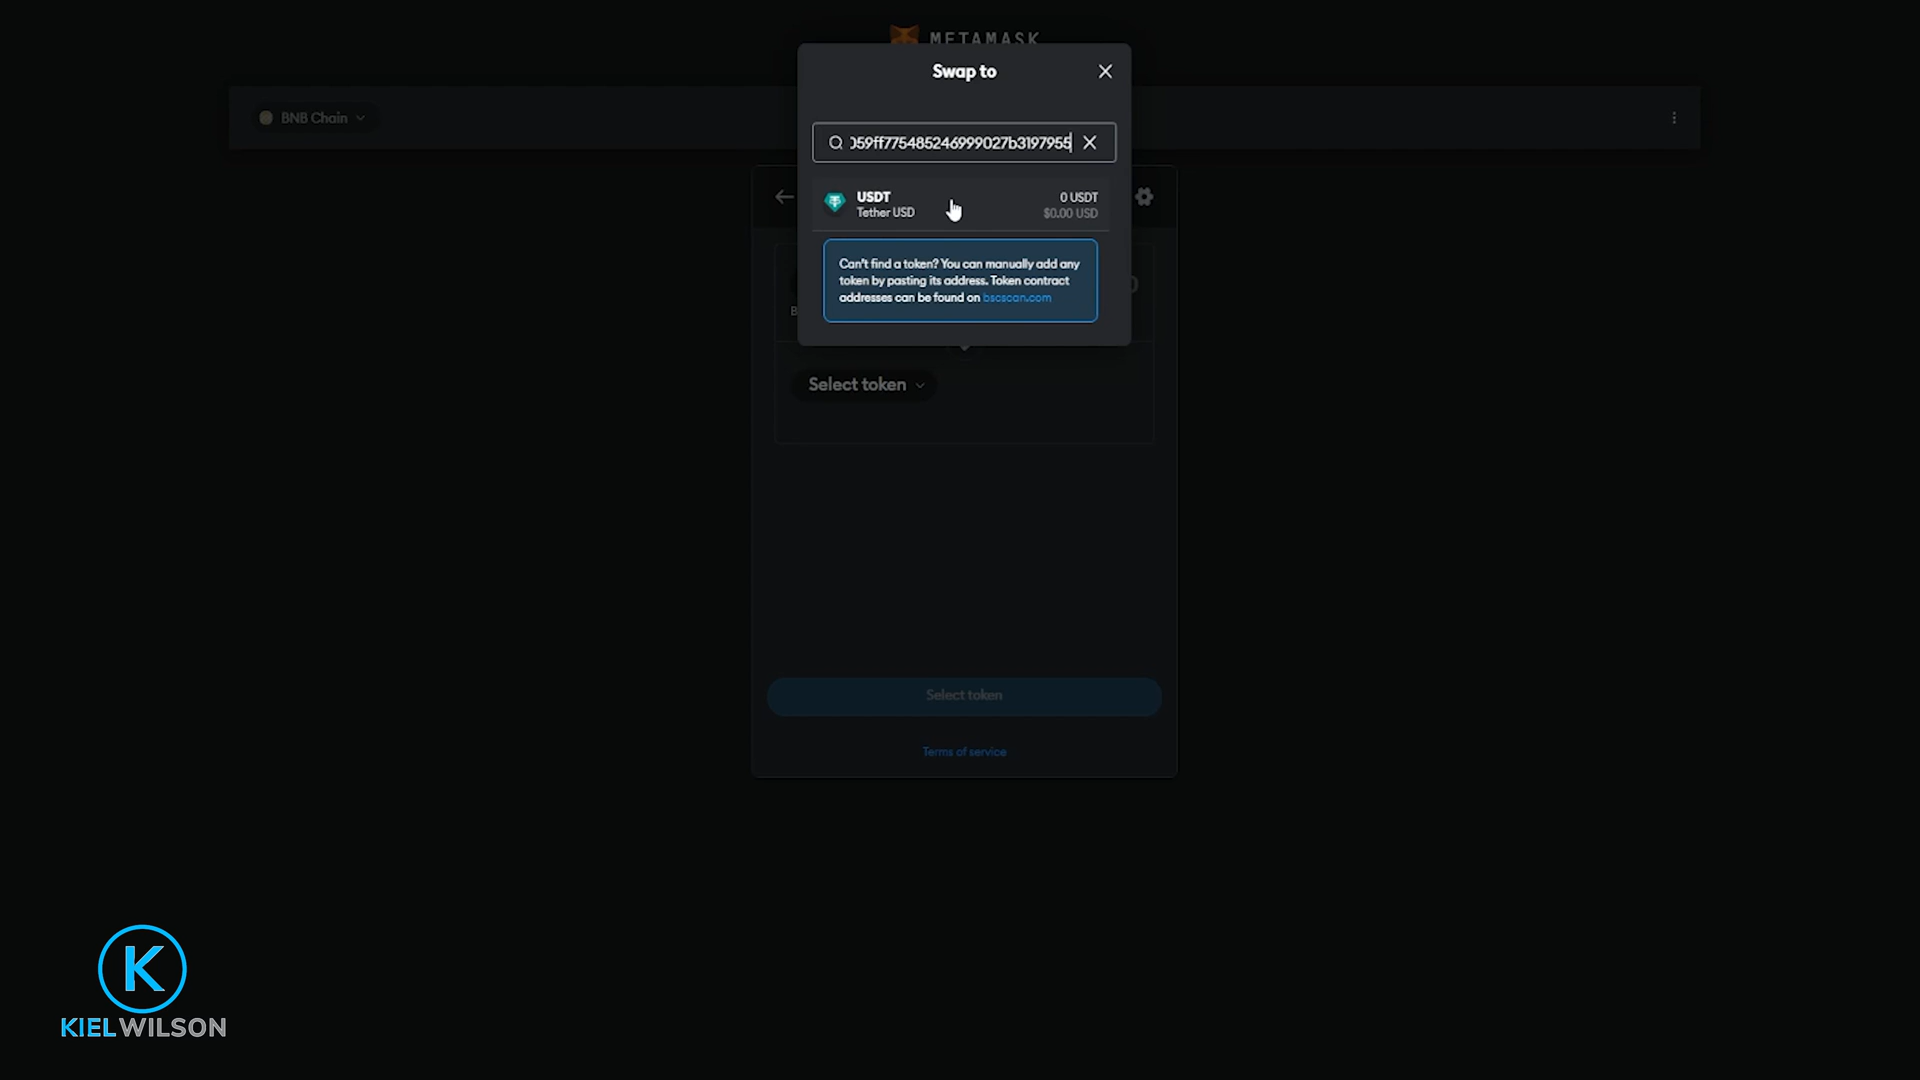 METAMASK
Swap to
BNB Chain
059ff775485246999027b3197955
USDT
0 USDT
Tether USD
$0.00 USD
Can't find a token? You can manually add any
token by pasting its address. Token contract
addresses can be found on bscscan.com
B
Select token
Select token
Terms of service
K
KIELWILSON